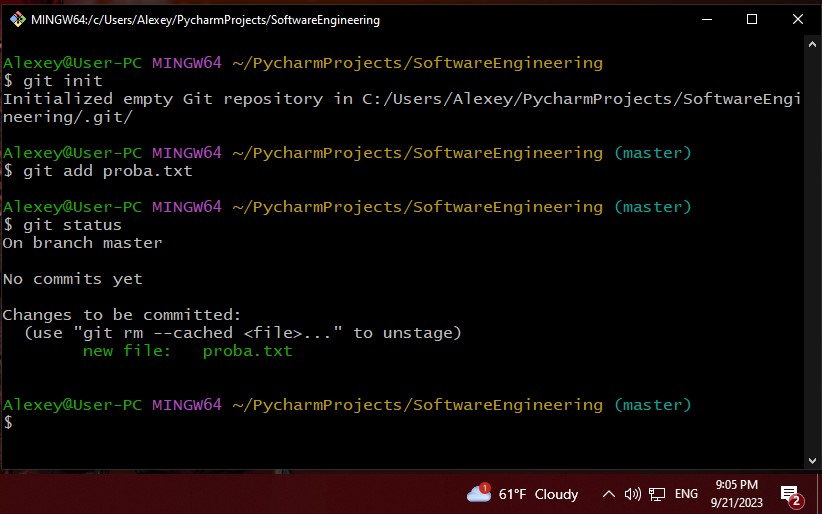 MINGW64:/c/Users/Alexey/PycharmProjects/SoftwareEngineering
Alexey@User-PC MINGW64 ~/PycharmProjects/SoftwareEngineering
$ git init
Initialized empty Git repository in C:/Users/Alexey/PycharmProjects/SoftwareEngi
neering/.git/
Alexey@User-PC MINGW64 ~/PycharmProjects/SoftwareEngineering (master)
$ git add proba.txt
Alexey@User-PC MINGW64 ~/PycharmProjects/SoftwareEngineering (master)
$ git status
On branch master
No commits yet
Changes to be committed:
  (use "git rm --cached <file>..." to unstage)
        new file:   proba.txt
Alexey@User-PC MINGW64 ~/PycharmProjects/SoftwareEngineering (master)
$
1 61°F Cloudy ENG 9:05 PM
9/21/2023 2